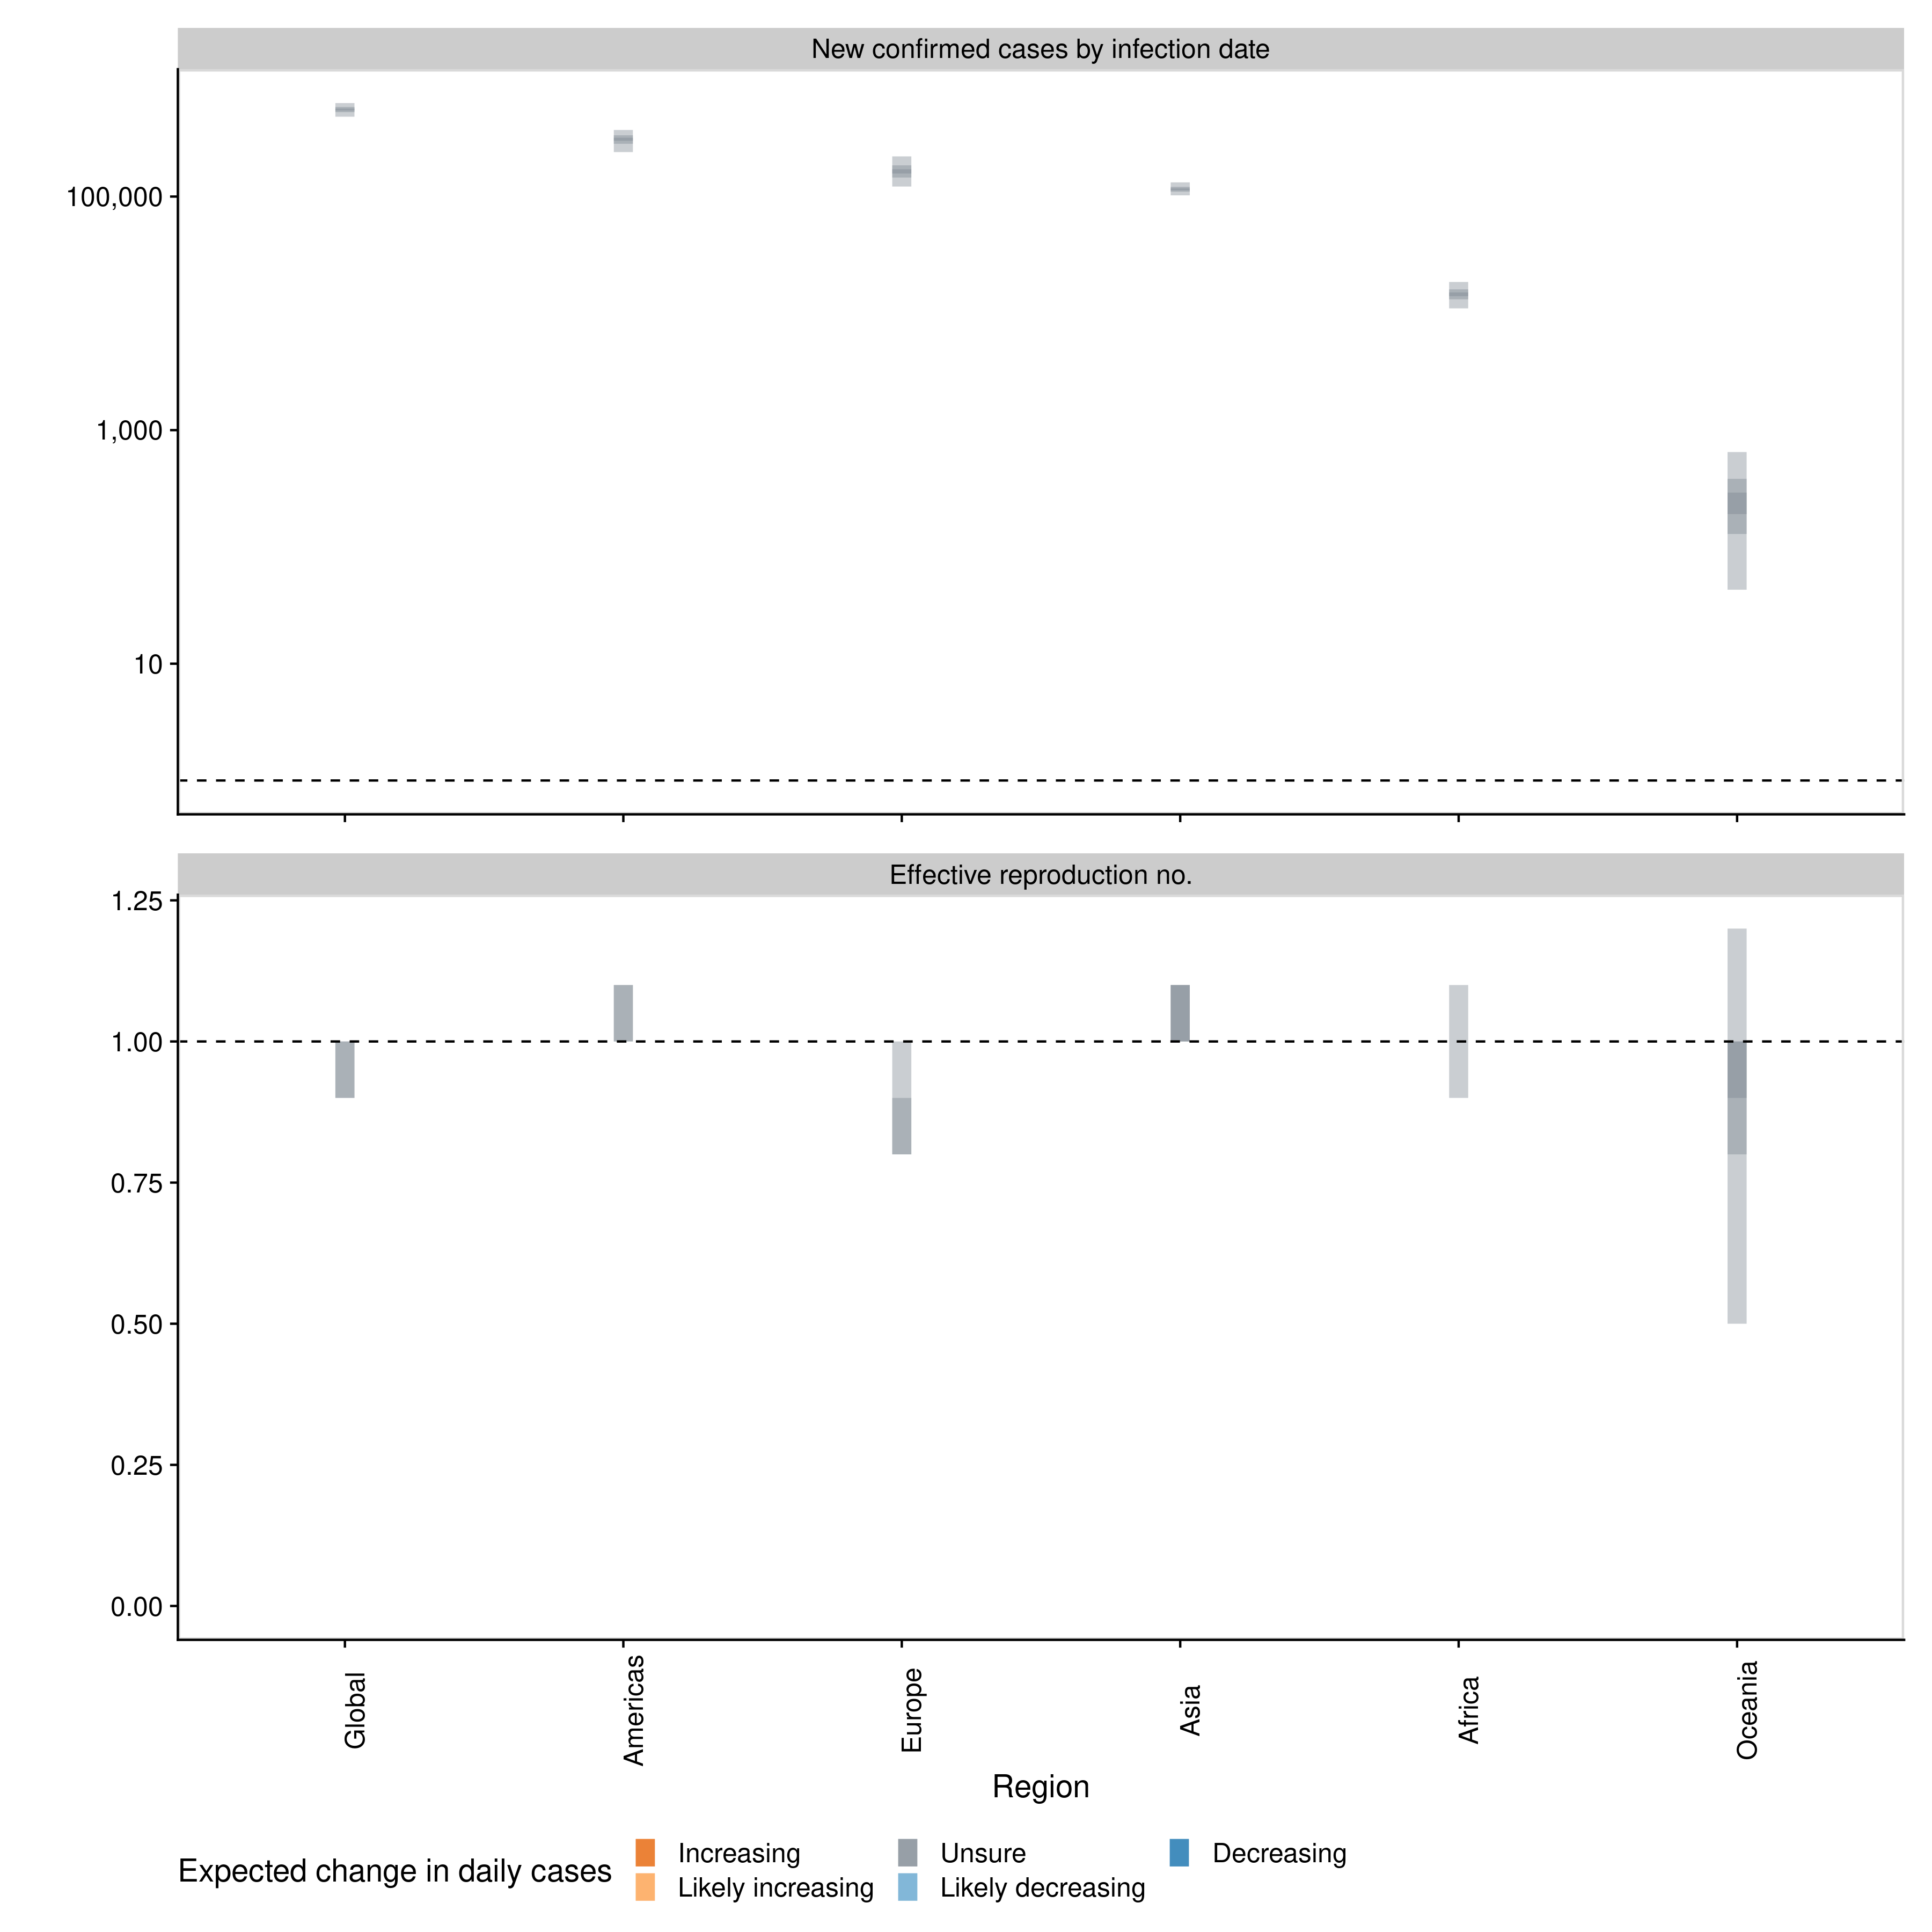 New confirmed cases by infection date
100,000
1,000
10
Effective reproduction no.
1.25
1.00
0.75
0.50
0.25
0.00
Global
Americas
Europe
Asia
Africa
Oceania
Region
Expected change in daily cases
Increasing
Unsure
Decreasing
Likely increasing
Likely decreasing